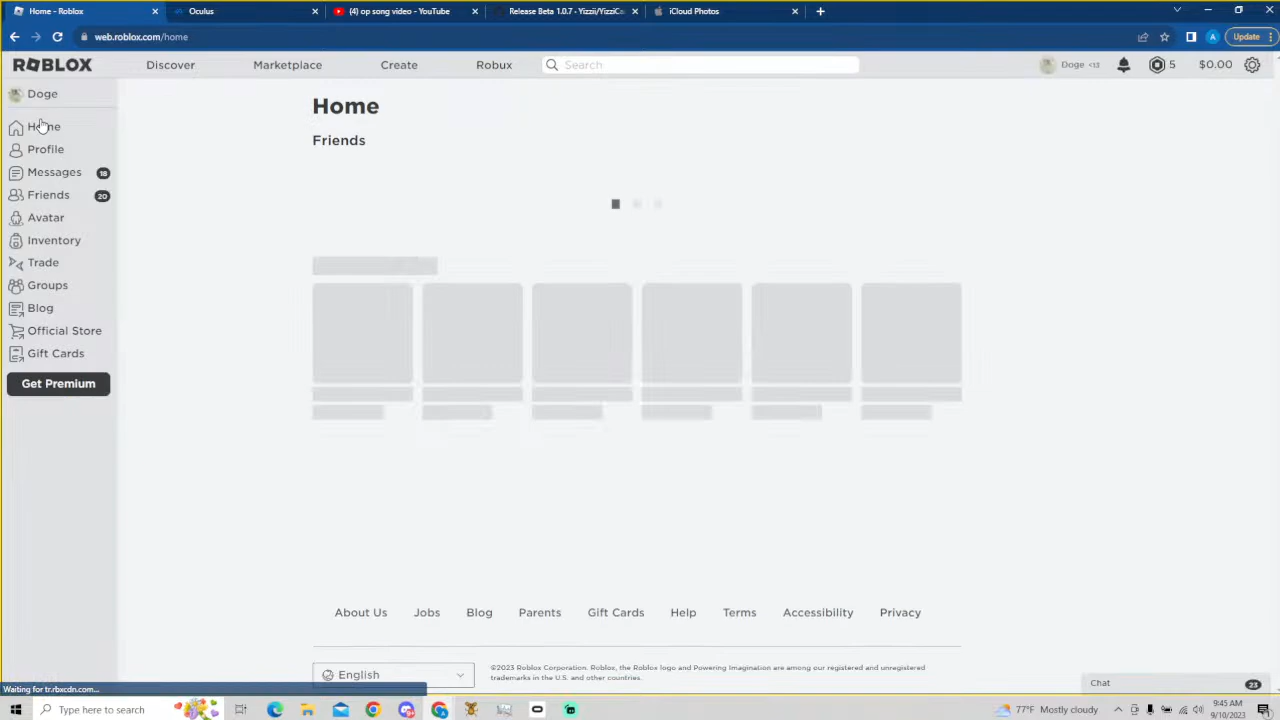 Home - Roblox
Oculus
(4) op song video - YouTube
Release Beta 1.0.7 - Yizzii/YizziCa
iCloud Photos
web.roblox.com/home
Update
ROBLOX
Discover
Marketplace
Create
Robux
Search
Doge <13
5
$0.00
Doge
Home
Profile
Messages
18
Friends
20
Avatar
Inventory
Trade
Groups
Blog
Official Store
Gift Cards
Get Premium
Home
Friends
About Us
Jobs
Blog
Parents
Gift Cards
Help
Terms
Accessibility
Privacy
English
©2023 Roblox Corporation. Roblox, the Roblox logo and Powering Imagination are among our registered and unregistered
trademarks in the U.S. and other countries.
Chat
23
Waiting for tr.rbxcdn.com...
Type here to search
77°F Mostly cloudy
9:45 AM
9/10/2023